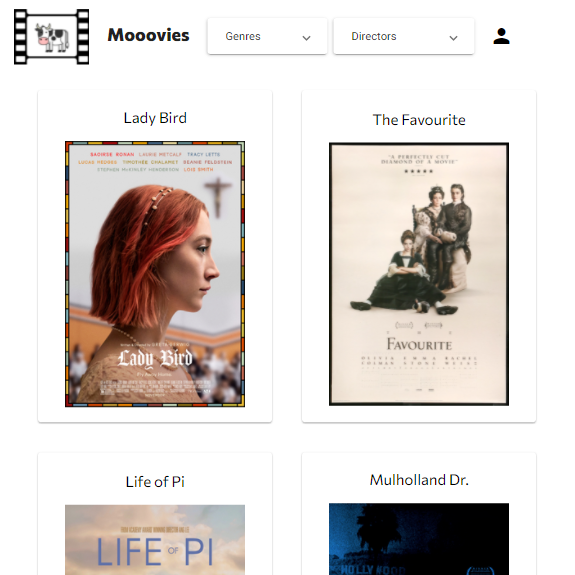 Mooovies
Genres
Directors
Lady Bird
The Favourite
SAOIRSE RONAN LAURIE METCALF TRACY LETTS
LUCAS HEDGES TIMOTHÉE CHALAMET BEANIE FELDSTEIN
STEPHEN McKINLEY HENDERSON LOIS SMITH
GRETA GERWIG
Lady Bird
"A PERFECTLY CUT
DIAMOND OF A MOVIE"
★★★★★
THE
FAVOURITE
OLIVIA EMMA RACHEL
COLMAN STONE WEISZ
Life of Pi
Mulholland Dr.
LIFE OF PI
HOLLYWOOD